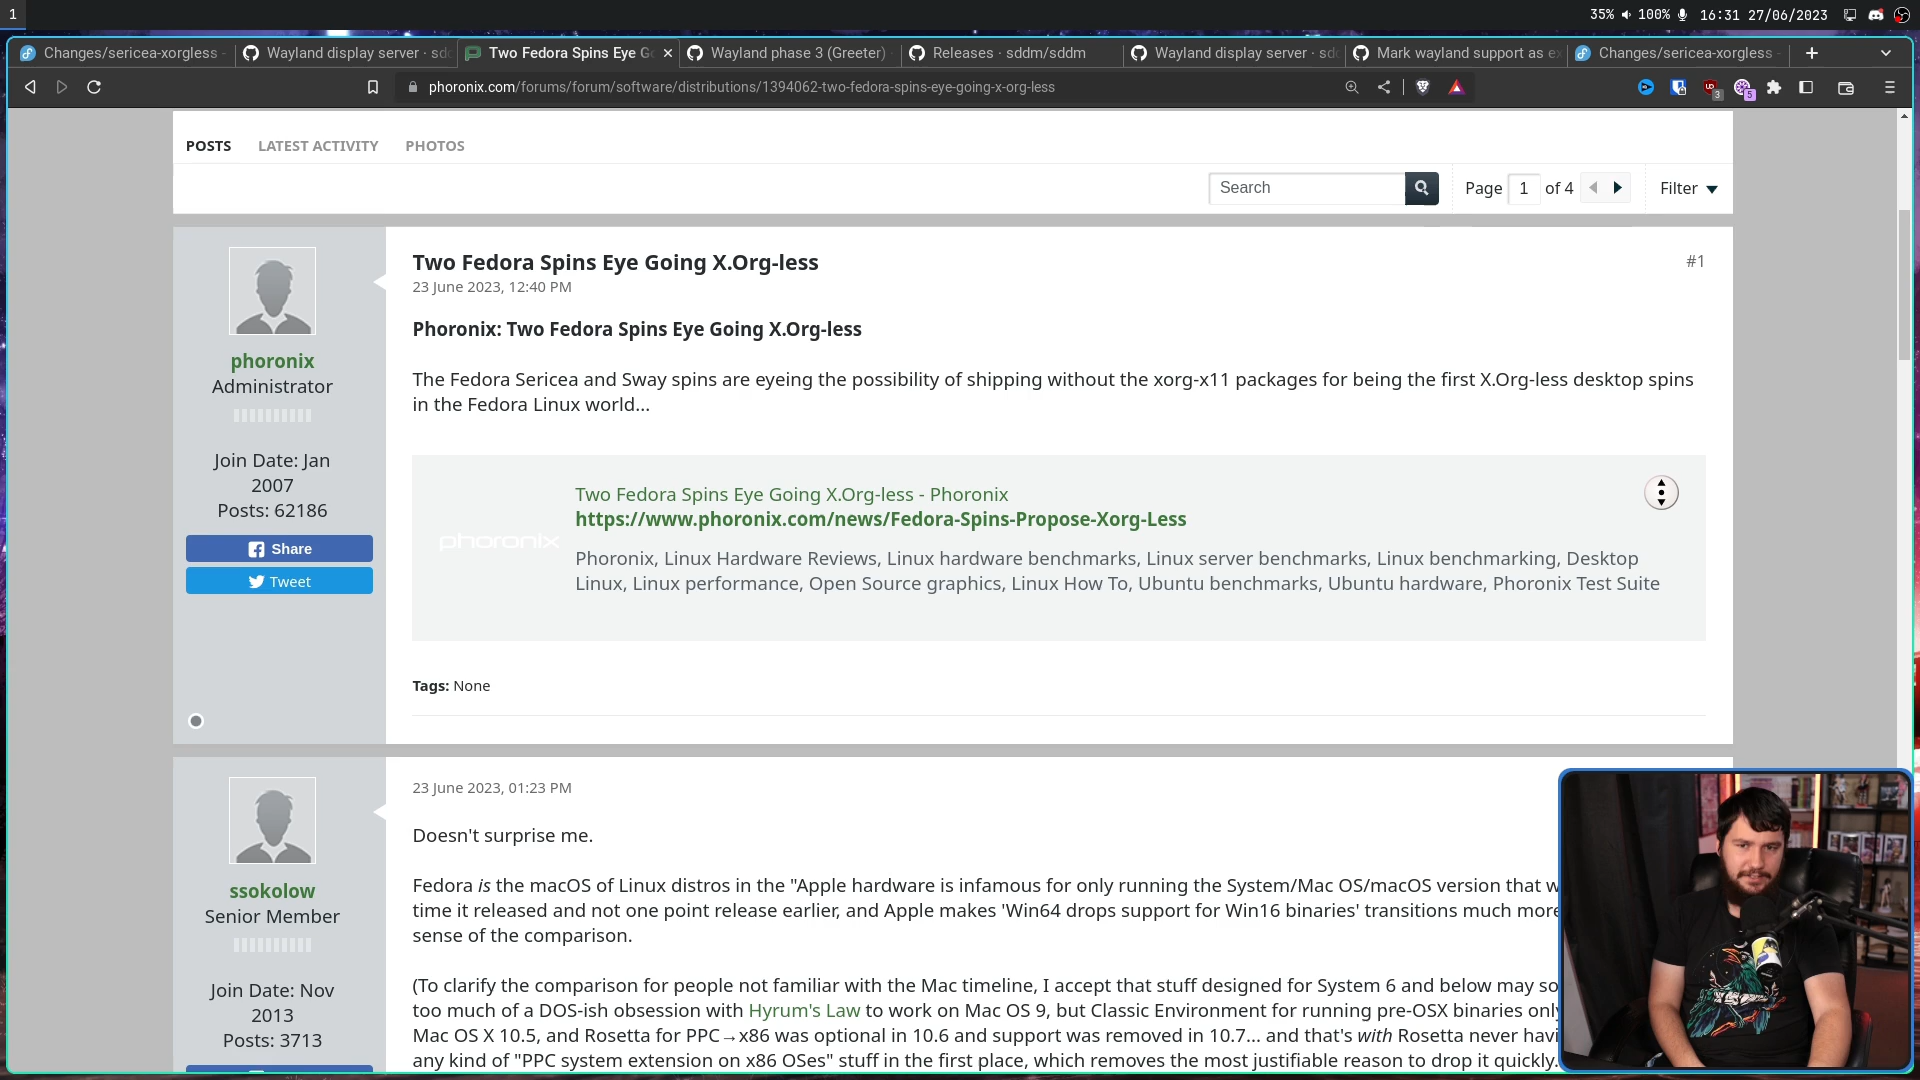 1
35% 100% 16:31 27/06/2023
Changes/sericea-xorgless -
Wayland display server · sdd
Two Fedora Spins Eye Go
Wayland phase 3 (Greeter)
Releases · sddm/sddm
Wayland display server · sdd
Mark wayland support as ex
Changes/sericea-xorgless -
phoronix.com/forums/forum/software/distributions/1394062-two-fedora-spins-eye-going-x-org-less
3
5
POSTS LATEST ACTIVITY PHOTOS
Search
Page 1 of 4
Filter
Two Fedora Spins Eye Going X.Org-less
#1
23 June 2023, 12:40 PM
phoronix
Administrator
Join Date: Jan
2007
Posts: 62186
Share
Tweet
Phoronix: Two Fedora Spins Eye Going X.Org-less
The Fedora Sericea and Sway spins are eyeing the possibility of shipping without the xorg-x11 packages for being the first X.Org-less desktop spins
in the Fedora Linux world...
phoronix
Two Fedora Spins Eye Going X.Org-less - Phoronix
https://www.phoronix.com/news/Fedora-Spins-Propose-Xorg-Less
Phoronix, Linux Hardware Reviews, Linux hardware benchmarks, Linux server benchmarks, Linux benchmarking, Desktop
Linux, Linux performance, Open Source graphics, Linux How To, Ubuntu benchmarks, Ubuntu hardware, Phoronix Test Suite
Tags: None
ssokolow
Senior Member
Join Date: Nov
2013
Posts: 3713
23 June 2023, 01:23 PM
Doesn't surprise me.
Fedora is the macOS of Linux distros in the "Apple hardware is infamous for only running the System/Mac OS/macOS version that w
time it released and not one point release earlier, and Apple makes 'Win64 drops support for Win16 binaries' transitions much more
sense of the comparison.
(To clarify the comparison for people not familiar with the Mac timeline, I accept that stuff designed for System 6 and below may so
too much of a DOS-ish obsession with Hyrum's Law to work on Mac OS 9, but Classic Environment for running pre-OSX binaries only
Mac OS X 10.5, and Rosetta for PPC→x86 was optional in 10.6 and support was removed in 10.7... and that's with Rosetta never havi
any kind of "PPC system extension on x86 OSes" stuff in the first place, which removes the most justifiable reason to drop it quickly.